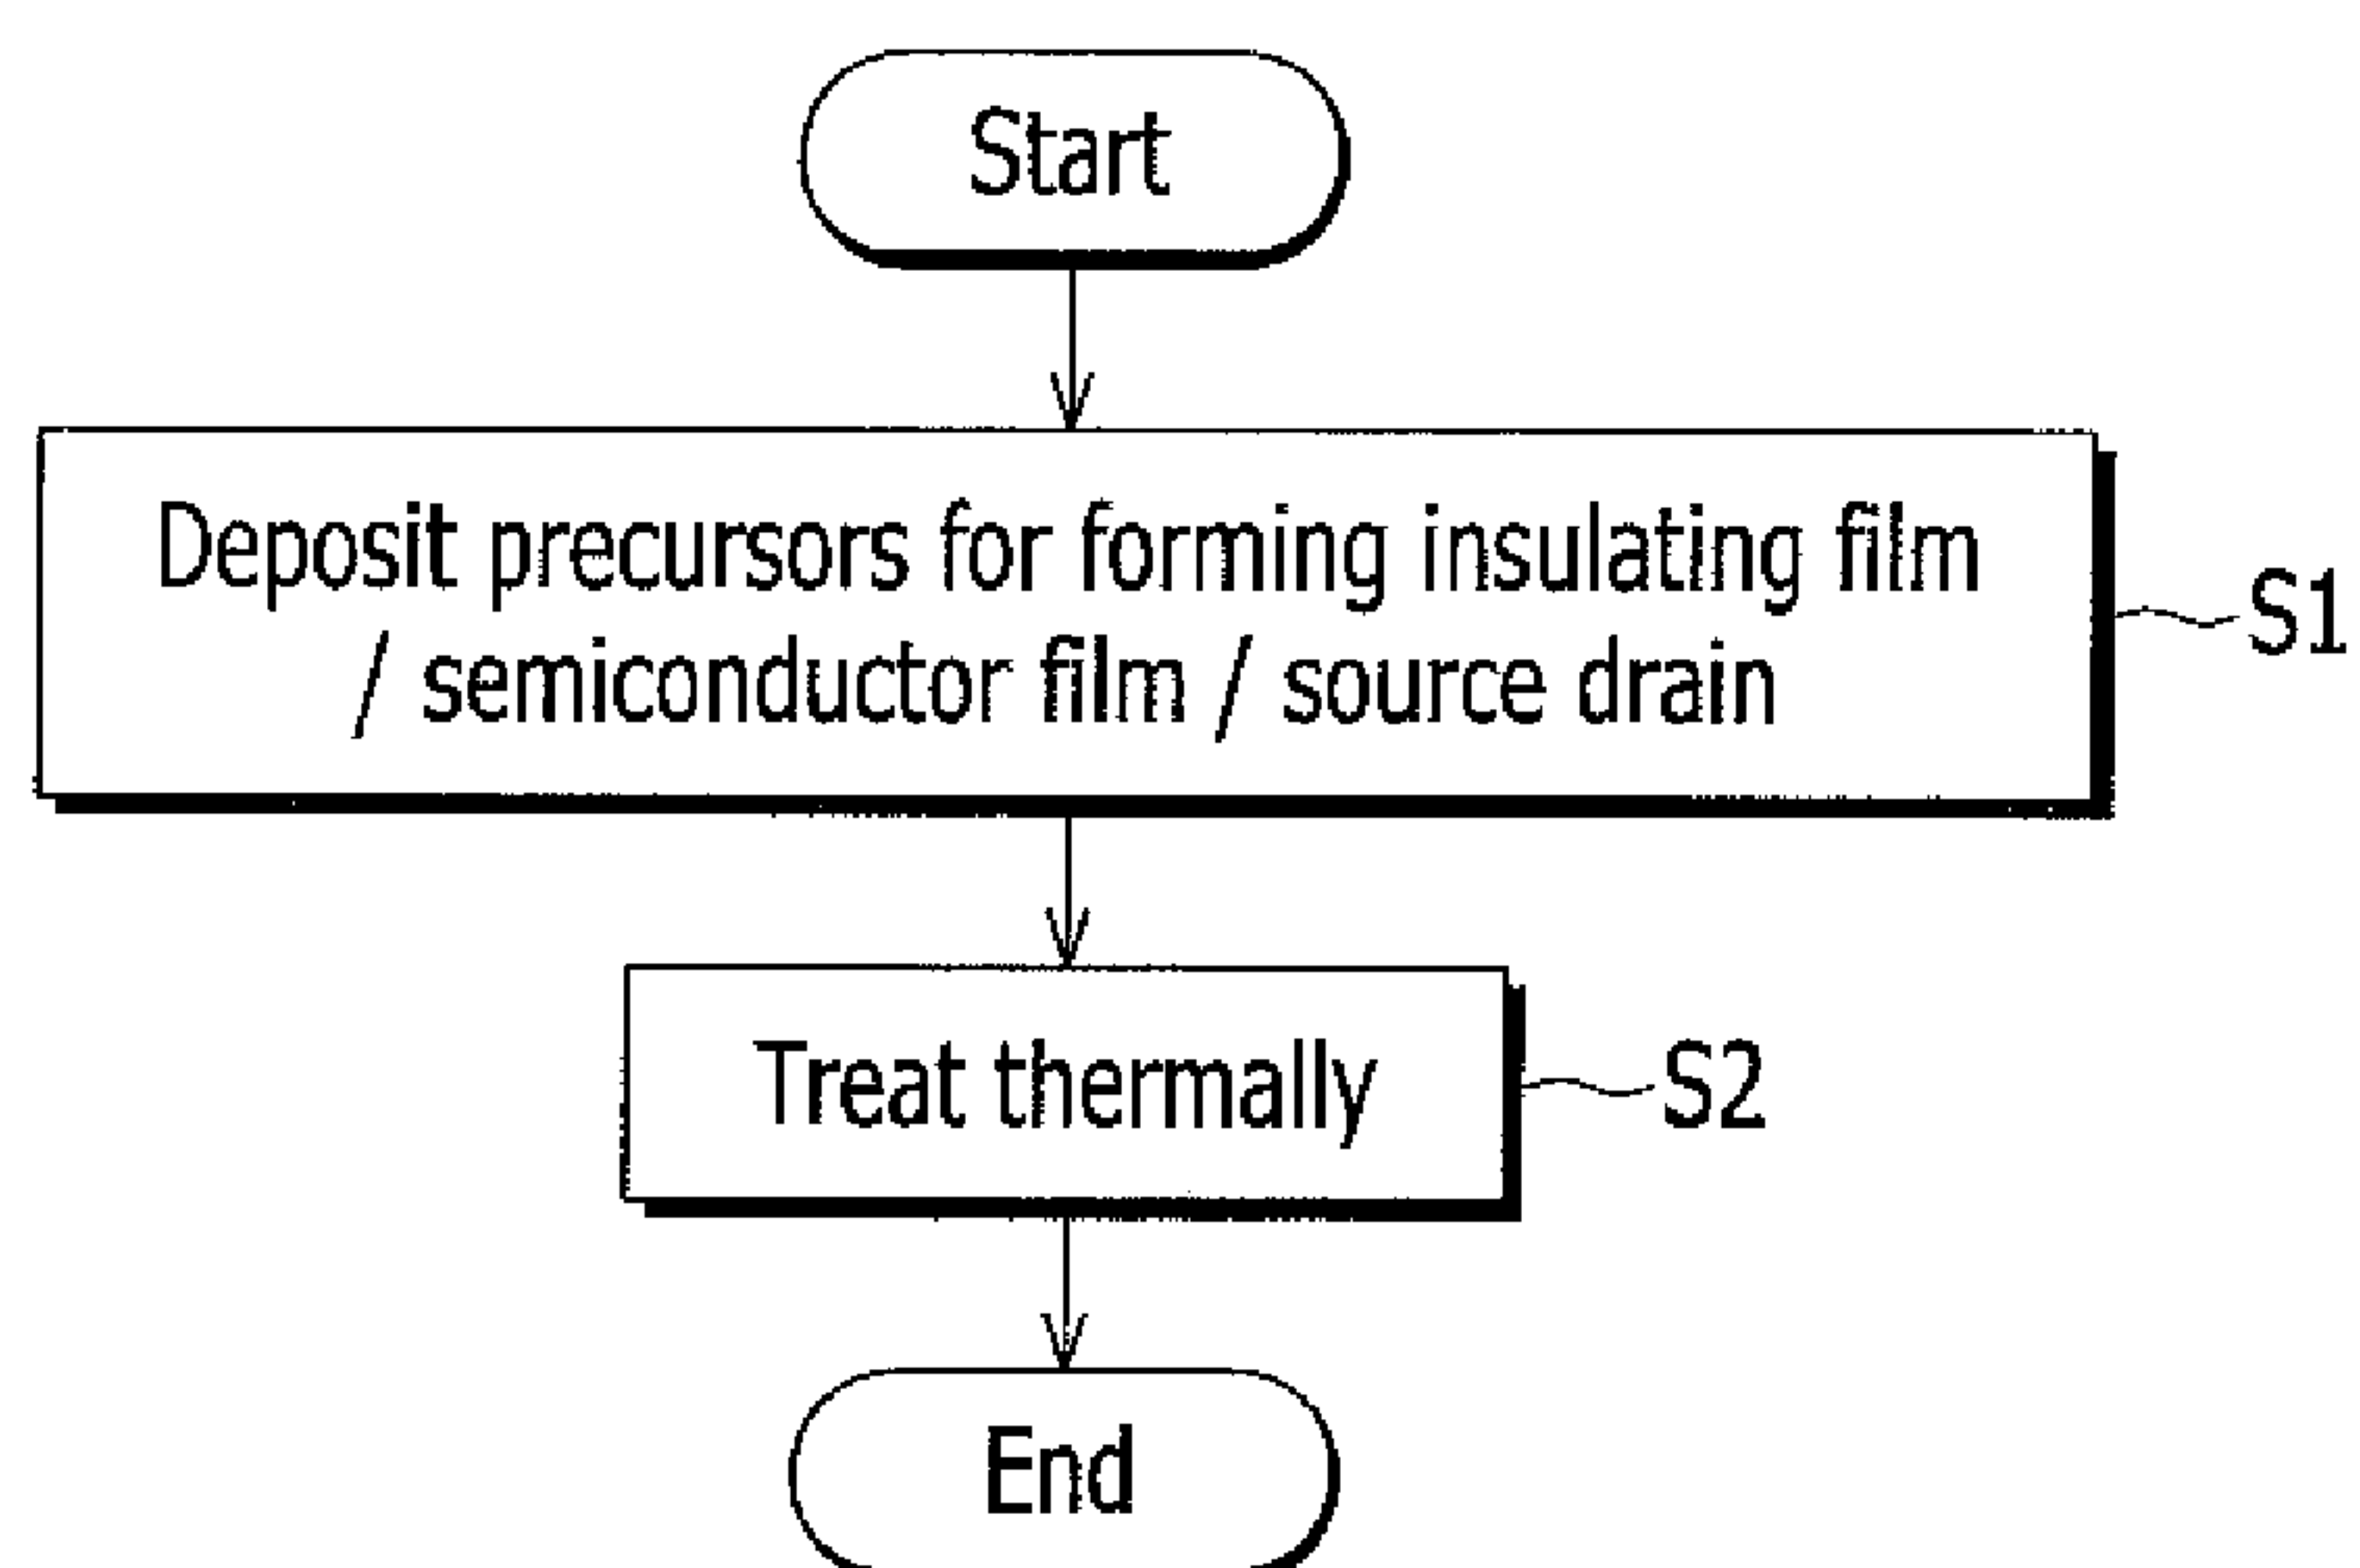 Start
Deposit precursors for forming insulating film
/ semiconductor film / source drain
S1
Treat thermally
S2
End